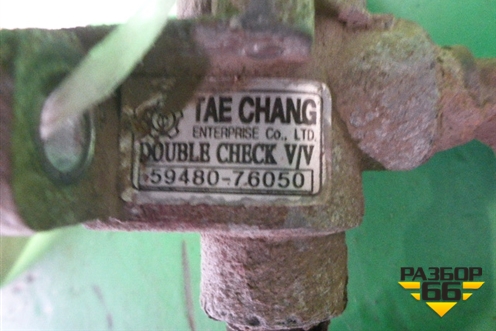 TAE CHANG
ENTERPRISE Co., LTD.
DOUBLE CHECK V/V
59480-76050
РАЗБОР
66